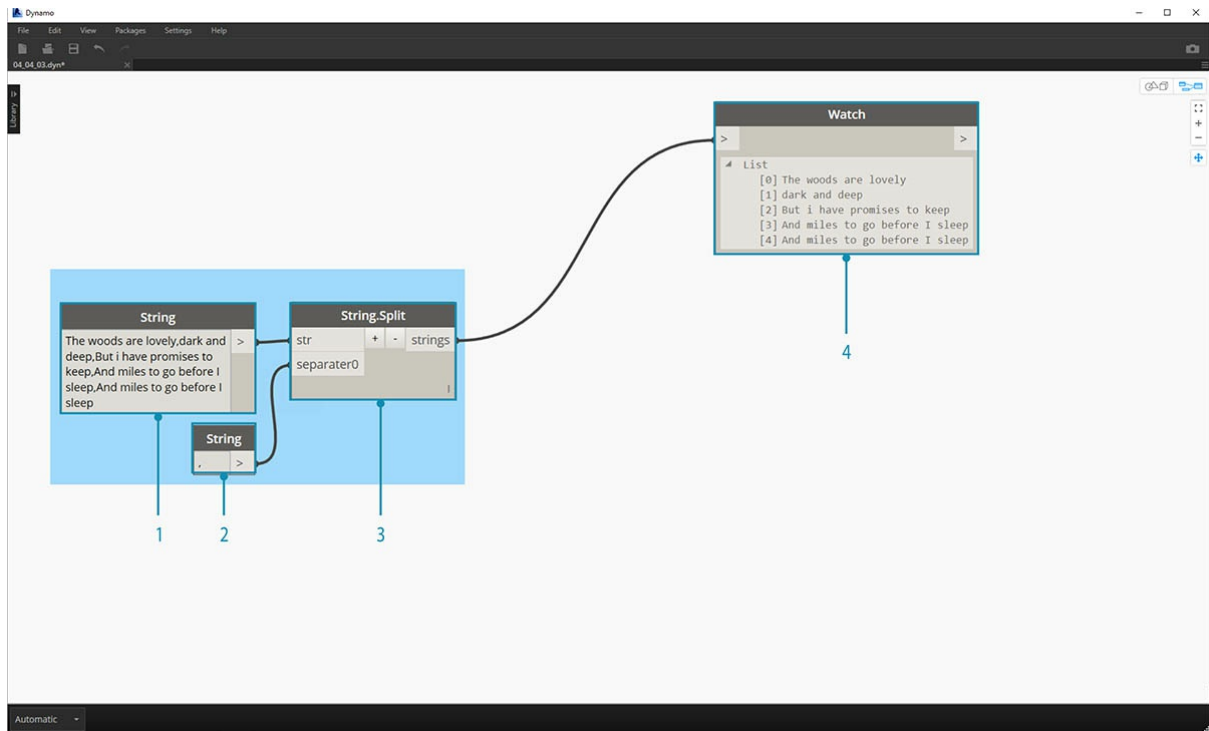 Dynamo
File Edit View Packages Settings Help
04_04_03.dyn*
Library
Watch
> >
List
[0] The woods are lovely
[1] dark and deep
[2] But i have promises to keep
[3] And miles to go before I sleep
[4] And miles to go before I sleep
4
String
The woods are lovely,dark and
deep,But i have promises to
keep,And miles to go before I
sleep,And miles to go before I
sleep
>
String.Split
str + - strings
separater0
String
, >
1 2 3
Automatic